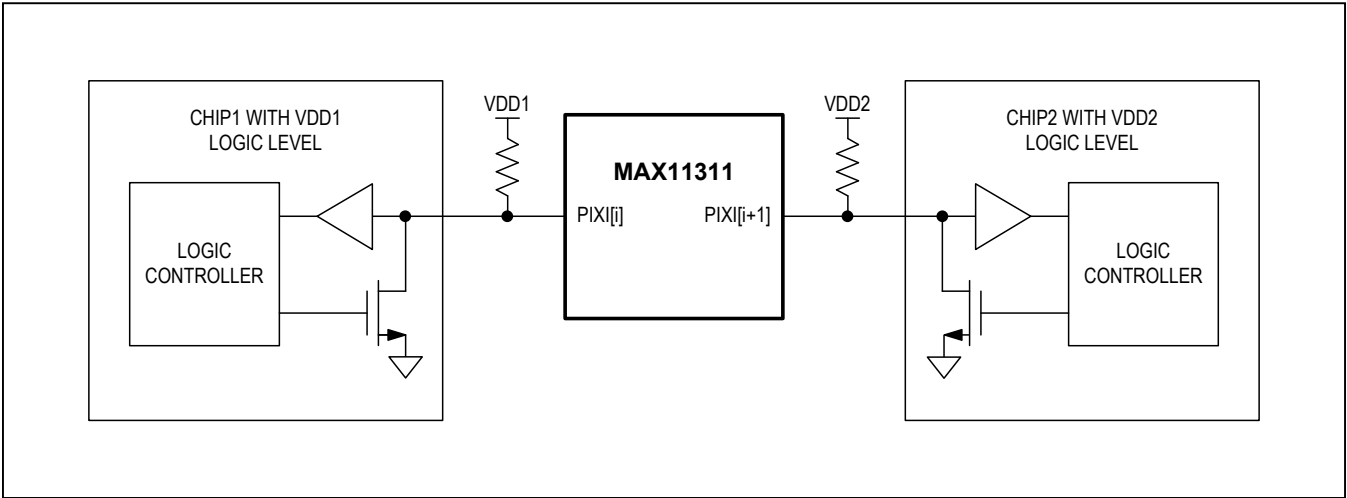 CHIP1 WITH VDD1
LOGIC LEVEL
LOGIC
CONTROLLER
VDD1
MAX11311
PIXI[i]
PIXI[i+1]
VDD2
CHIP2 WITH VDD2
LOGIC LEVEL
LOGIC
CONTROLLER